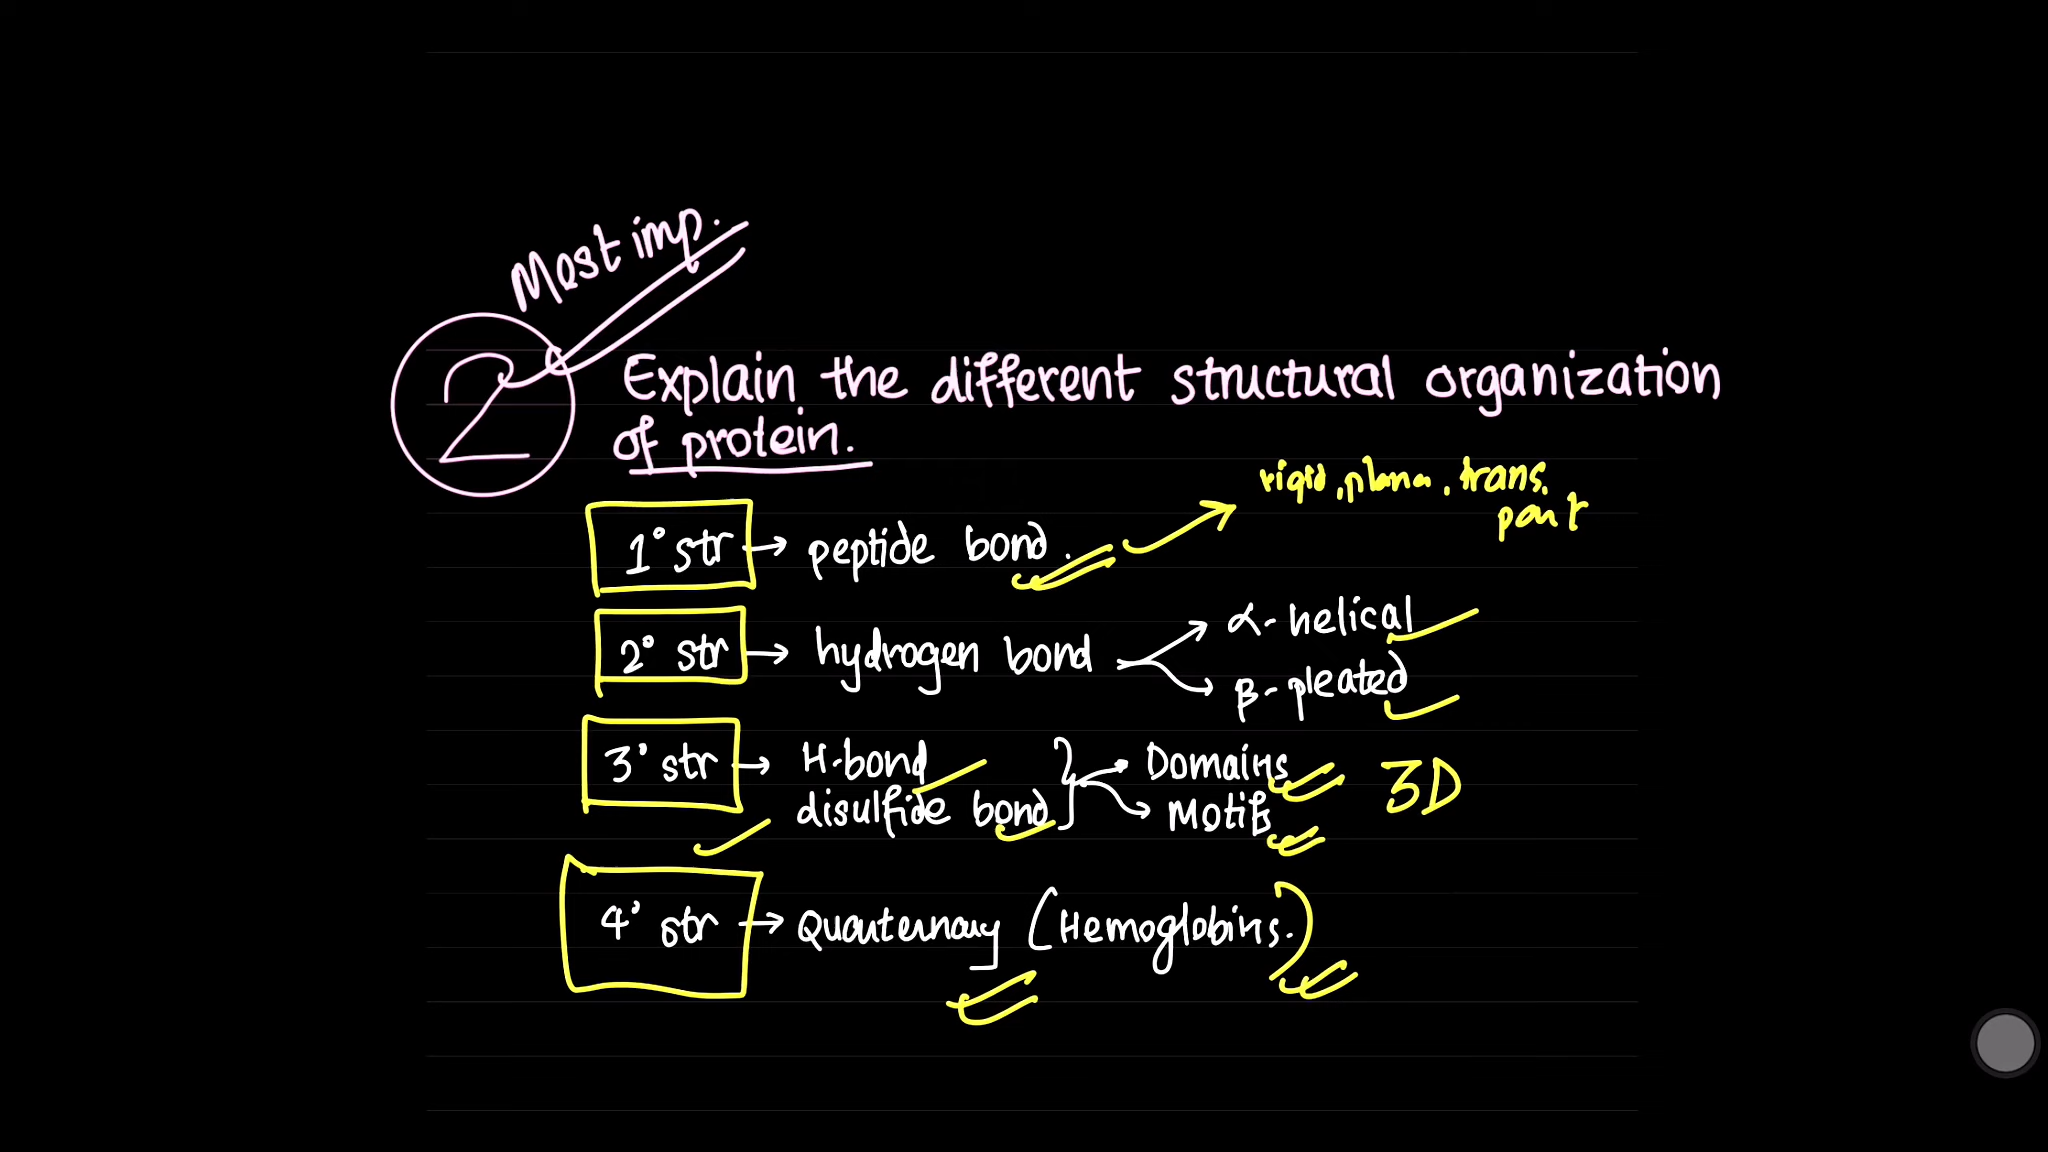 Most imp.
2 Explain the different structural organization
of protein.
rigid, planar, trans.
part
1° str → peptide bond.
2° str → hydrogen bond → α-helical
β-pleated
3° str → H-bond → Domains 3D
disulfide bond → Motifs
4° str → Quaternary (Hemoglobins.)